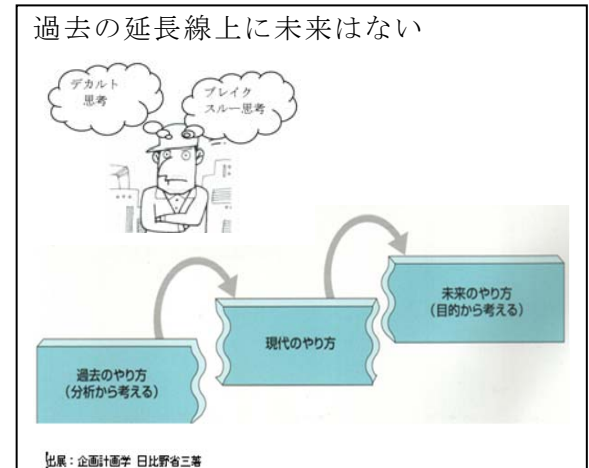 過去の延長線上に未来はない
デカルト
思考
ブレイク
スルー思考
未来のやり方
(目的から考える)
現代のやり方
過去のやり方
(分析から考える)
出展:企画計画学 日比野省三著